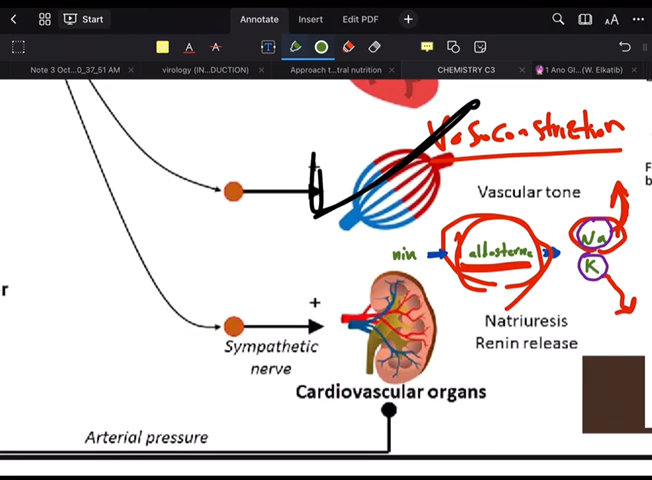 Start
Annotate Insert Edit PDF
Note 3 Oct...0_37_51 AM
virology (IN...DUCTION)
Approach t...tral nutrition
CHEMISTRY C3
1 Ano Gl...(W. Elkatib)
Vasoconstriction
Vascular tone
F
b
nin
aldosterone
Na
K
r
+
Natriuresis
Renin release
Sympathetic
nerve
Cardiovascular organs
Arterial pressure